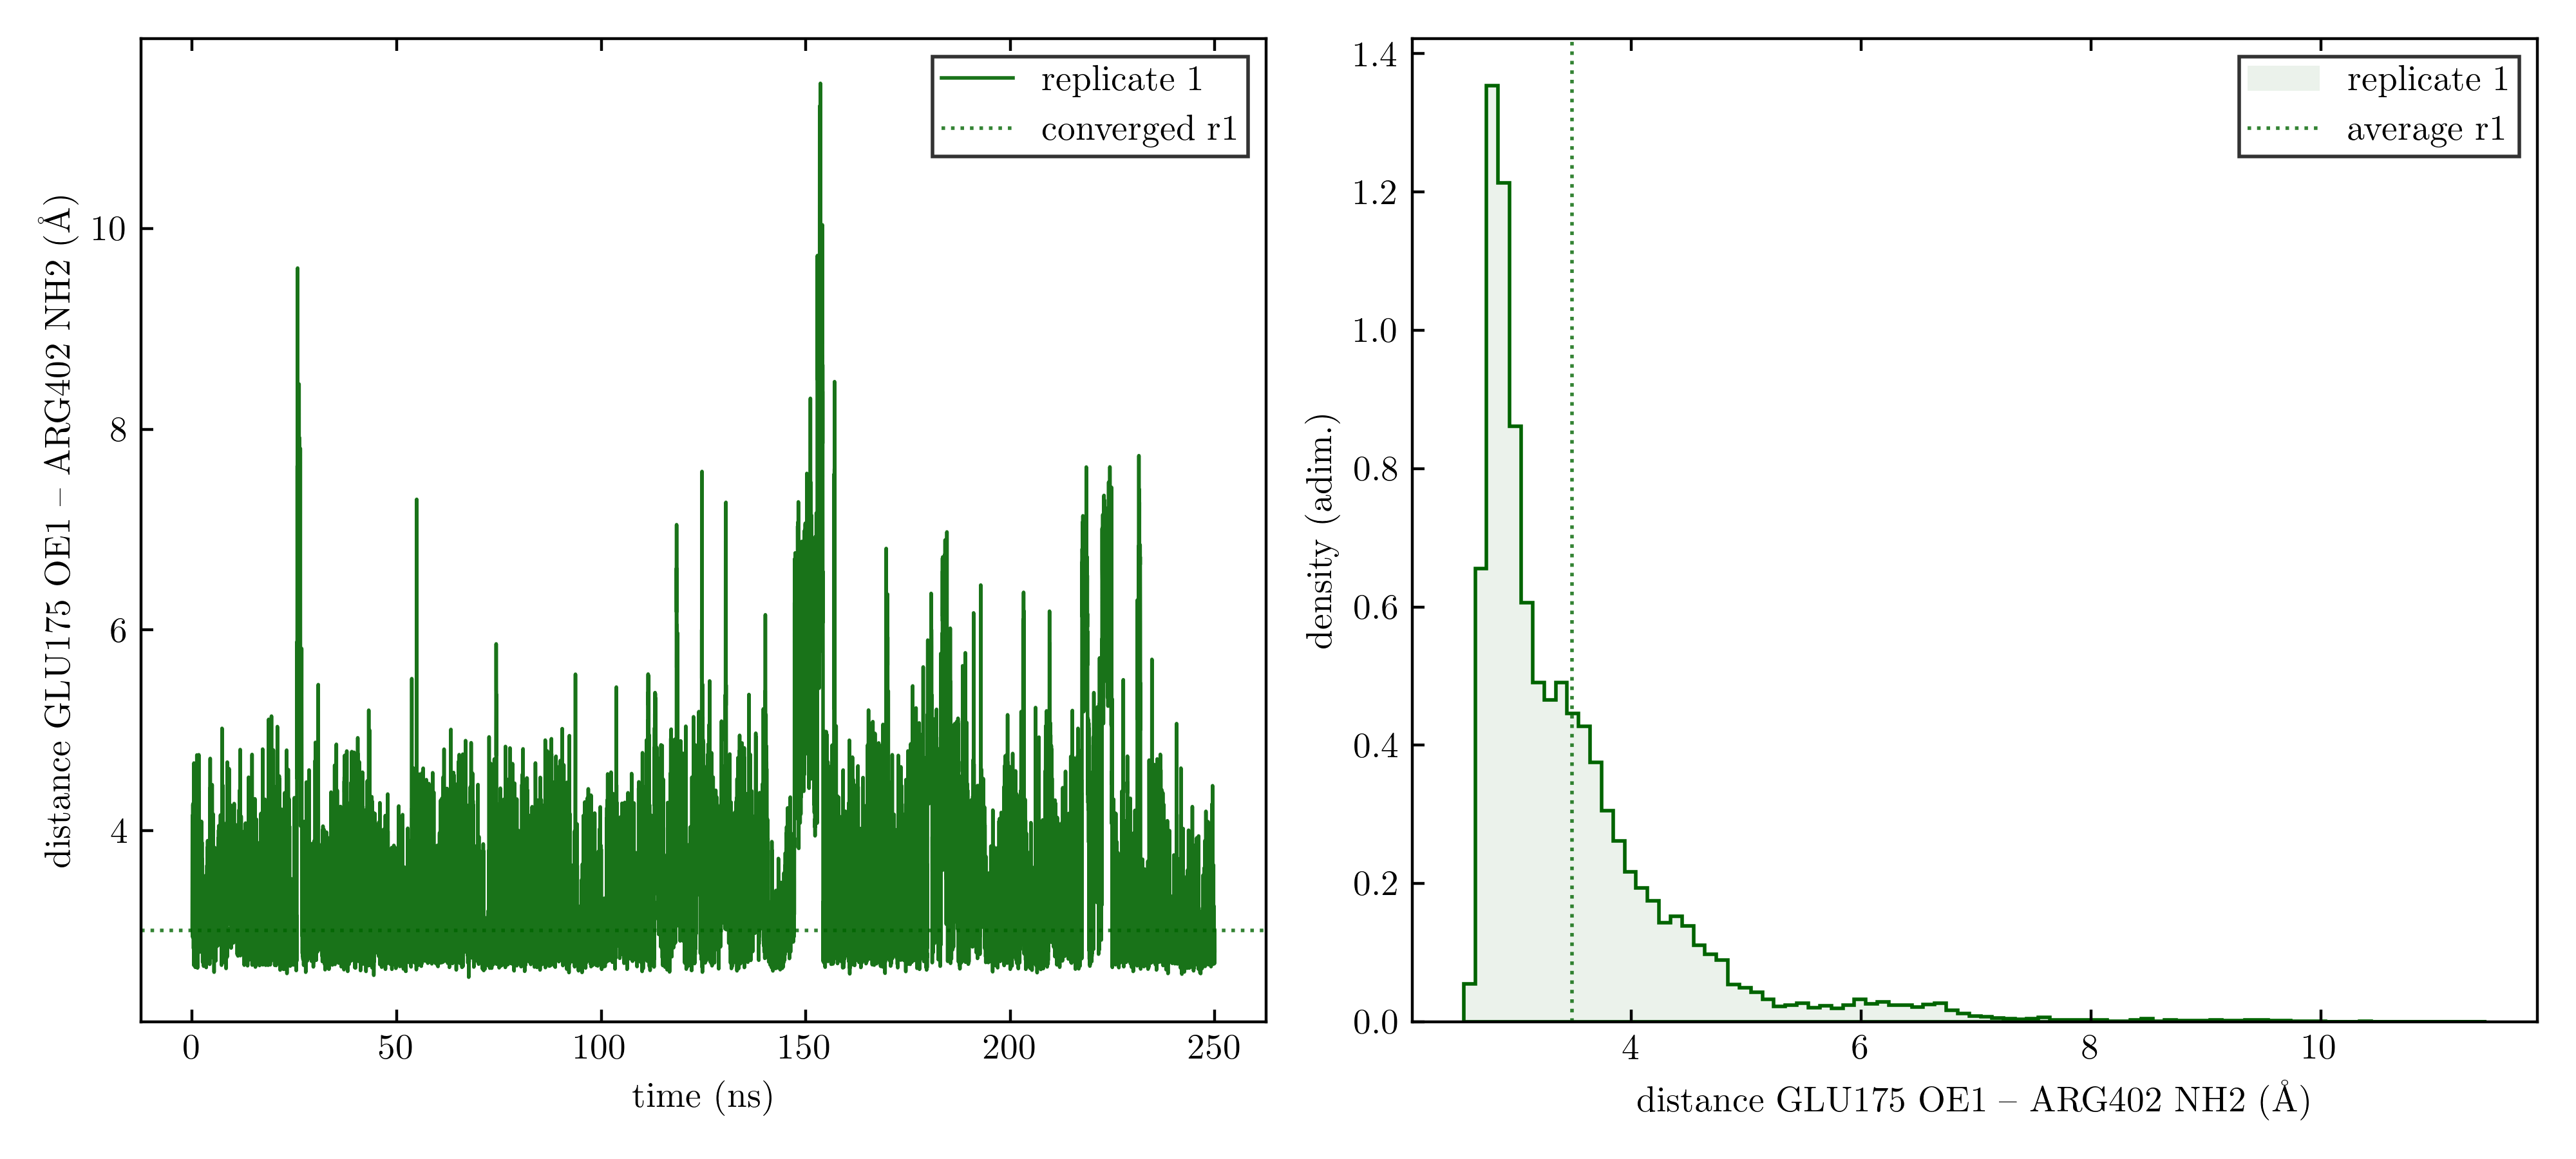 distance GLU175 OE1 – ARG402 NH2 (Å)
10
8
6
4
0
50
100
150
200
250
time (ns)
replicate 1
converged r1
density (adim.)
1.4
1.2
1.0
0.8
0.6
0.4
0.2
0.0
4
6
8
10
distance GLU175 OE1 – ARG402 NH2 (Å)
replicate 1
average r1